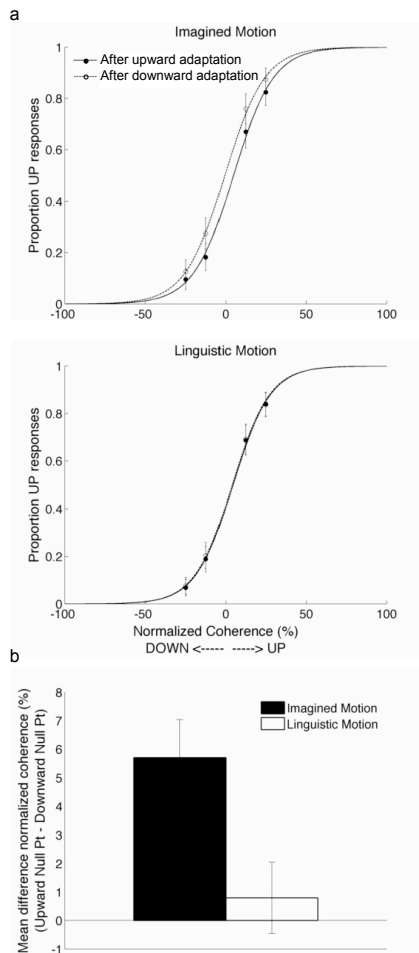 a
Imagined Motion
After upward adaptation
After downward adaptation
Proportion UP responses
1
0.8
0.6
0.4
0.2
0
-100
-50
0
50
100
Linguistic Motion
Proportion UP responses
1
0.8
0.6
0.4
0.2
0
-100
-50
0
50
100
Normalized Coherence (%)
DOWN <----- -----> UP
b
Imagined Motion
Linguistic Motion
Mean difference normalized coherence (%)
(Upward Null Pt - Downward Null Pt)
8
7
6
5
4
3
2
1
0
-1